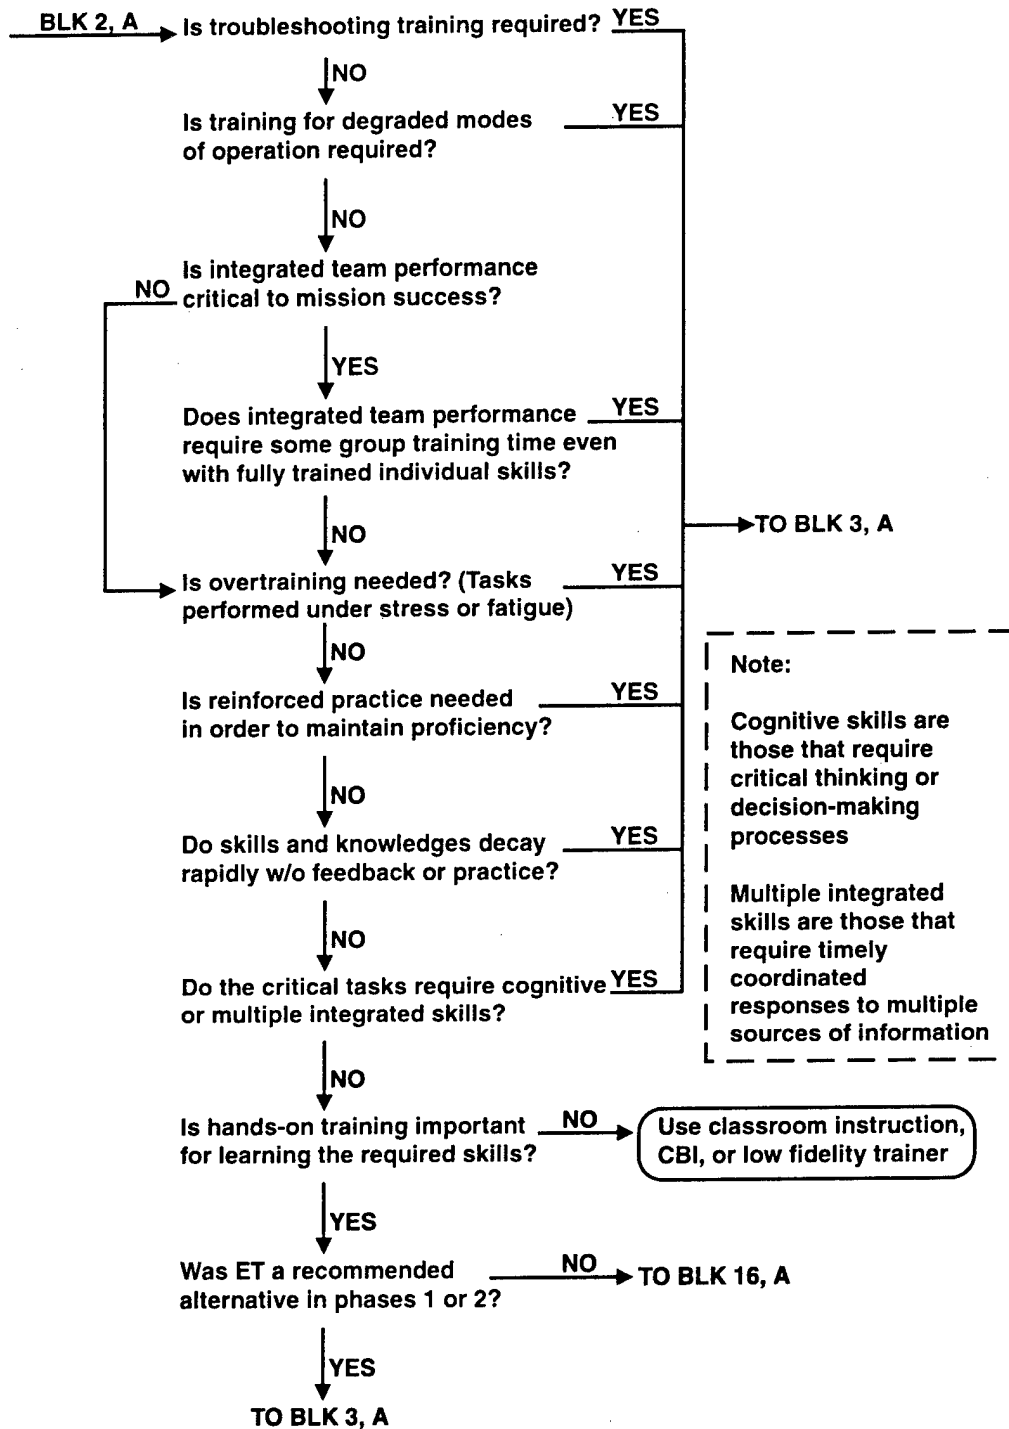 BLK 2, A
Is troubleshooting training required? YES
NO
Is training for degraded modes YES
of operation required?
NO
Is integrated team performance
NO critical to mission success?
YES
Does integrated team performance YES
require some group training time even
with fully trained individual skills?
NO
TO BLK 3, A
Is overtraining needed? (Tasks YES
performed under stress or fatigue)
NO
Is reinforced practice needed YES
in order to maintain proficiency?
NO
Do skills and knowledges decay YES
rapidly w/o feedback or practice?
NO
Do the critical tasks require cognitive YES
or multiple integrated skills?
Note:
Cognitive skills are
those that require
critical thinking or
decision-making
processes
Multiple integrated
skills are those that
require timely
coordinated
responses to multiple
sources of information
NO
Is hands-on training important NO
for learning the required skills?
Use classroom instruction,
CBI, or low fidelity trainer
YES
Was ET a recommended NO
alternative in phases 1 or 2?
TO BLK 16, A
YES
TO BLK 3, A